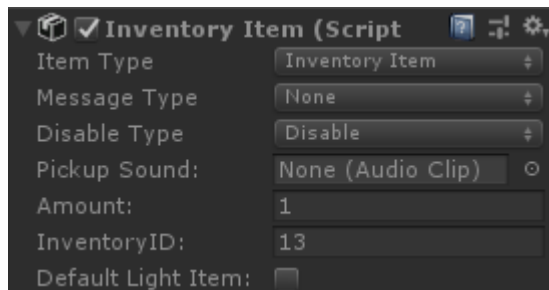 Inventory Item (Script
Item Type Inventory Item
Message Type None
Disable Type Disable
Pickup Sound: None (Audio Clip)
Amount: 1
InventoryID: 13
Default Light Item: